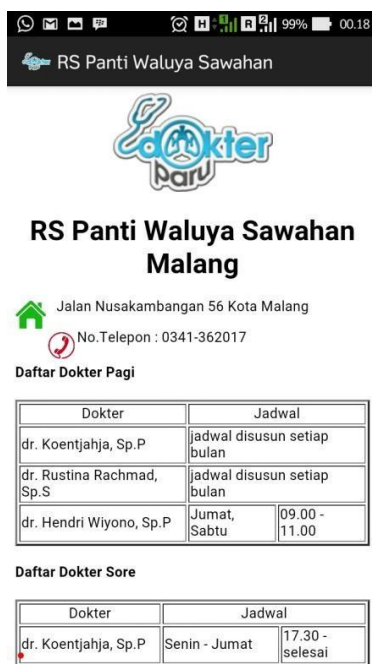 H 1 R 2 99% 00.18
RS Panti Waluya Sawahan
dokter
paru
RS Panti Waluya Sawahan
Malang
Jalan Nusakambangan 56 Kota Malang
No.Telepon : 0341-362017
Daftar Dokter Pagi
Dokter Jadwal
dr. Koentjahja, Sp.P jadwal disusun setiap
bulan
dr. Rustina Rachmad, jadwal disusun setiap
Sp.S bulan
dr. Hendri Wiyono, Sp.P Jumat, 09.00 -
Sabtu 11.00
Daftar Dokter Sore
Dokter Jadwal
dr. Koentjahja, Sp.P Senin - Jumat 17.30 -
selesai